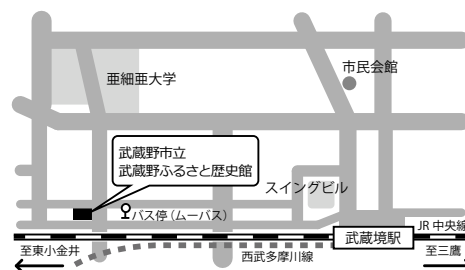 市民会館
亜細亜大学
武蔵野市立
武蔵野ふるさと歴史館
スイングビル
バス停（ムーバス）
JR 中央線
武蔵境駅
至東小金井
西武多摩川線
至三鷹